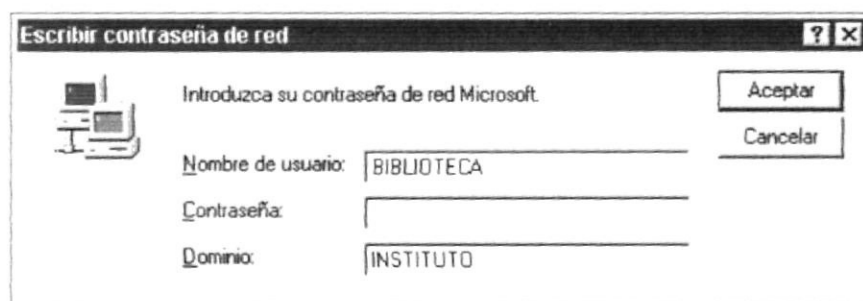 Escribir contraseña de red
Introduzca su contraseña de red Microsoft.
Aceptar
Cancelar
Nombre de usuario: BIBLIOTECA
Contraseña:
Dominio: INSTITUTO